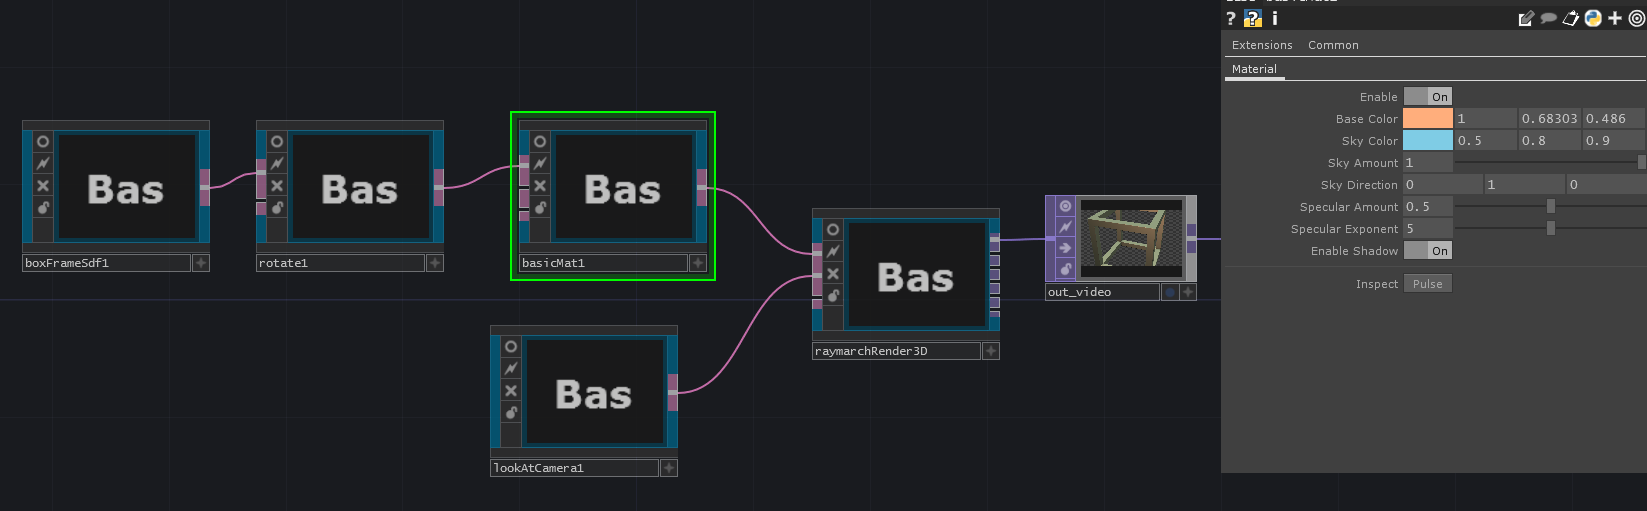 ? ? i
Extensions Common
Material
Enable On
Base Color 1 0.68303 0.486
Sky Color 0.5 0.8 0.9
Sky Amount 1
Sky Direction 0 1 0
Specular Amount 0.5
Specular Exponent 5
Enable Shadow On
Inspect Pulse
Bas
boxFrameSdf1
Bas
rotate1
Bas
basicMat1
Bas
raymarchRender3D
out_video
Bas
lookAtCamera1